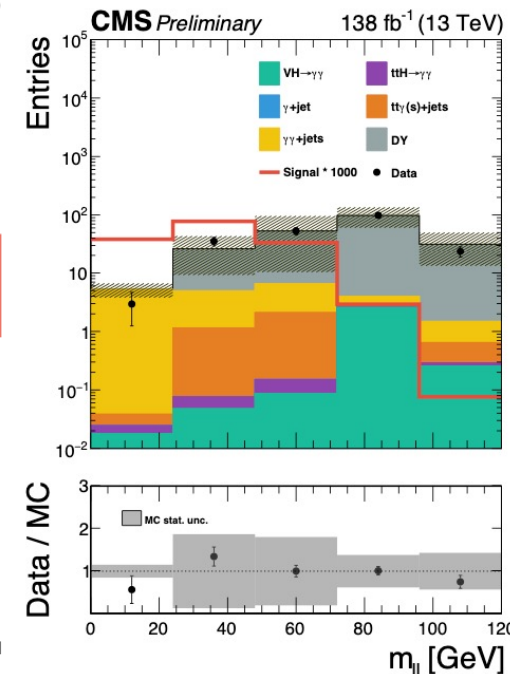 CMS Preliminary 138 fb⁻¹ (13 TeV)
Entries
10⁵
10⁴
10³
10²
10
1
10⁻¹
10⁻²
VH→γγ ttH→γγ
γ+jet ttγ(s)+jets
γγ+jets DY
Signal * 1000 Data
Data / MC
3
2
1
MC stat. unc.
0 20 40 60 80 100 120
m_ll [GeV]